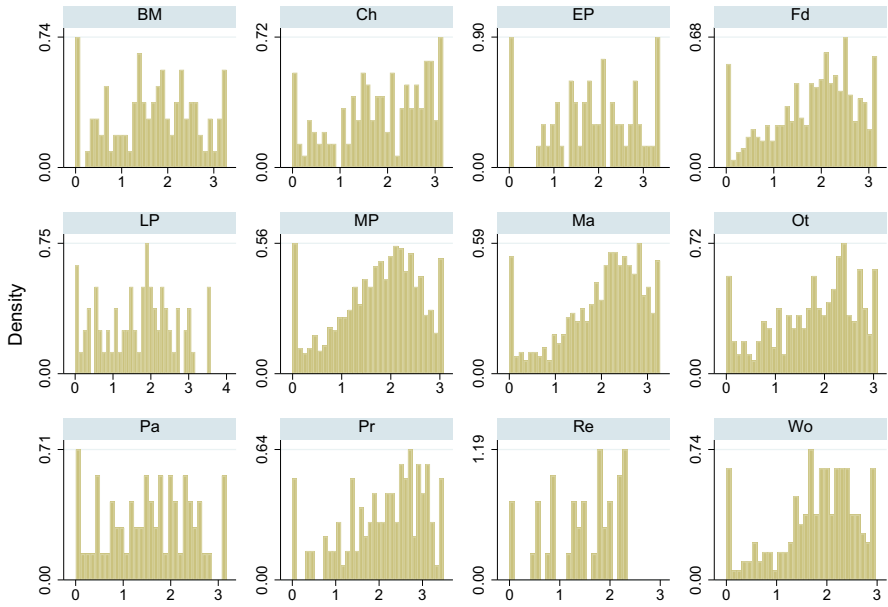 BM Ch EP Fd
0.74 0.72 0.90 0.68
0.00 0.00 0.00 0.00
0 1 2 3 0 1 2 3 0 1 2 3 0 1 2 3
LP MP Ma Ot
0.75 0.56 0.59 0.72
Density
0.00 0.00 0.00 0.00
0 1 2 3 4 0 1 2 3 0 1 2 3 0 1 2 3
Pa Pr Re Wo
0.71 0.64 1.19 0.74
0.00 0.00 0.00 0.00
0 1 2 3 0 1 2 3 0 1 2 3 0 1 2 3